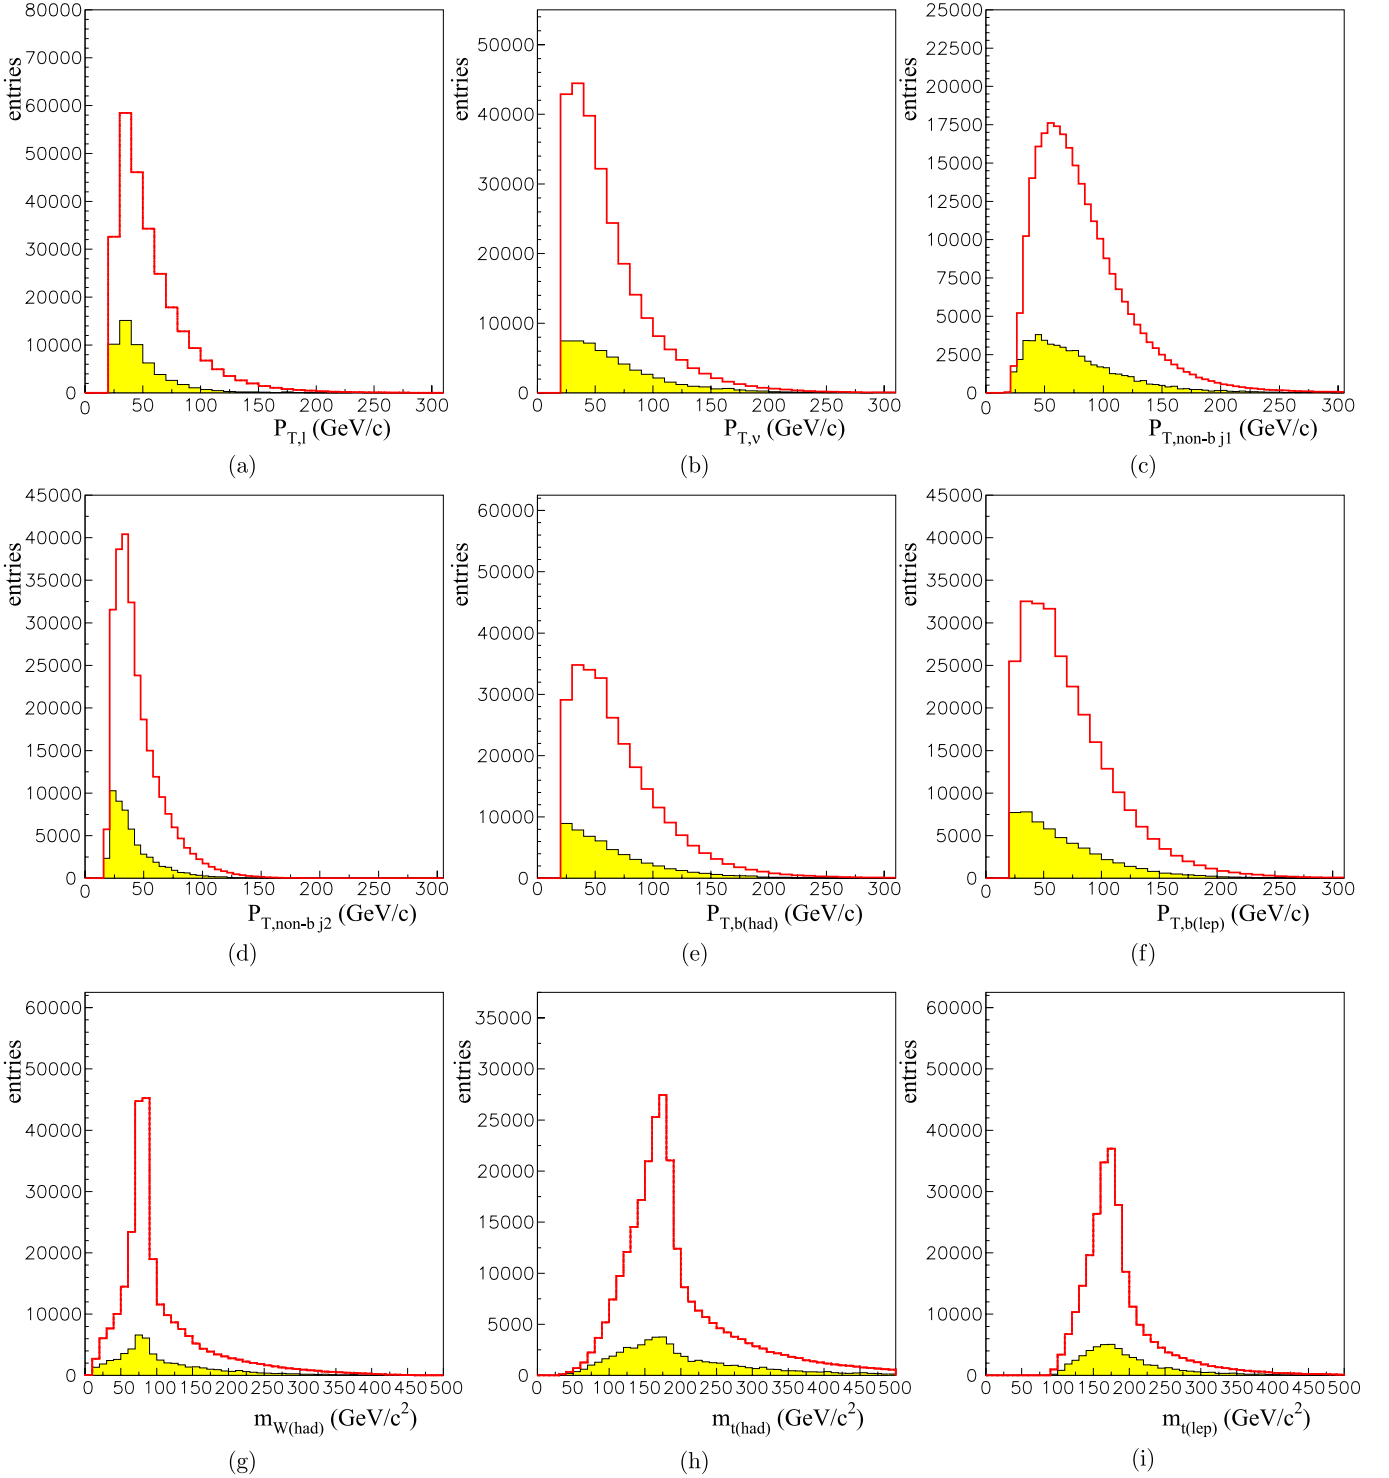 entries
80000
70000
60000
50000
40000
30000
20000
10000
0
0 50 100 150 200 250 300
P_T,l (GeV/c)
(a)
entries
50000
40000
30000
20000
10000
0
0 50 100 150 200 250 300
P_T,ν (GeV/c)
(b)
entries
25000
22500
20000
17500
15000
12500
10000
7500
5000
2500
0
0 50 100 150 200 250 300
P_T,non-b j1 (GeV/c)
(c)
entries
45000
40000
35000
30000
25000
20000
15000
10000
5000
0
0 50 100 150 200 250 300
P_T,non-b j2 (GeV/c)
(d)
entries
60000
50000
40000
30000
20000
10000
0
0 50 100 150 200 250 300
P_T,b(had) (GeV/c)
(e)
entries
45000
40000
35000
30000
25000
20000
15000
10000
5000
0
0 50 100 150 200 250 300
P_T,b(lep) (GeV/c)
(f)
entries
60000
50000
40000
30000
20000
10000
0
0 50 100 150 200 250 300 350 400 450 500
m_W(had) (GeV/c²)
(g)
entries
35000
30000
25000
20000
15000
10000
5000
0
0 50 100 150 200 250 300 350 400 450 500
m_t(had) (GeV/c²)
(h)
entries
60000
50000
40000
30000
20000
10000
0
0 50 100 150 200 250 300 350 400 450 500
m_t(lep) (GeV/c²)
(i)